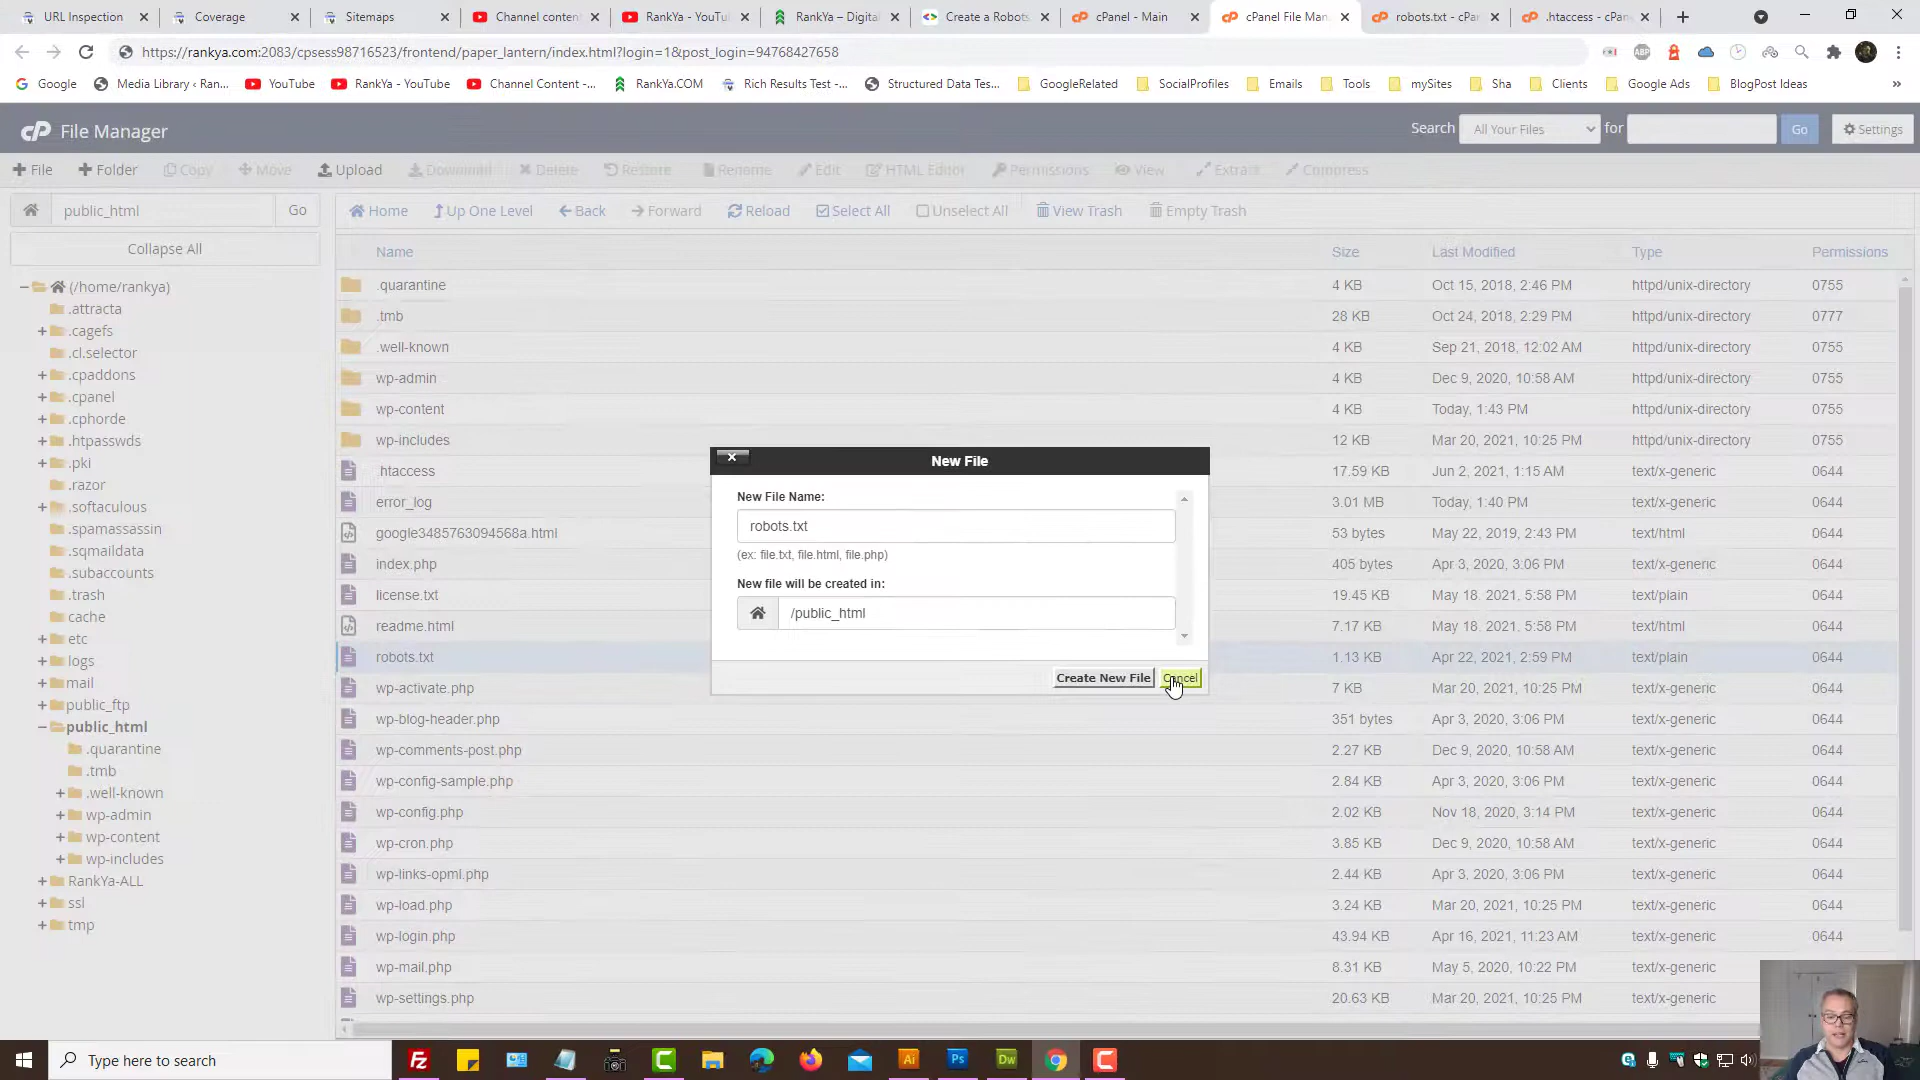 URL Inspection
Coverage
Sitemaps
Channel conten
RankYa - YouTu
RankYa – Digita
Create a Robots
cPanel - Main
cPanel File Man
robots.txt - cPa
.htaccess - cPan
https://rankya.com:2083/cpsess98716523/frontend/paper_lantern/index.html?login=1&post_login=94768427658
Google
Media Library ‹ Ran...
YouTube
RankYa - YouTube
Channel Content -...
RankYa.COM
Rich Results Test -...
Structured Data Tes...
GoogleRelated
SocialProfiles
Emails
Tools
mySites
Sha
Clients
Google Ads
BlogPost Ideas
»
cP File Manager
Search
All Your Files
for
Go
Settings
File
Folder
Copy
Move
Upload
Download
Delete
Restore
Rename
Edit
HTML Editor
Permissions
View
Extract
Compress
public_html
Go
Home
Up One Level
Back
Forward
Reload
Select All
Unselect All
View Trash
Empty Trash
Collapse All
Name
Size
Last Modified
Type
Permissions
(/home/rankya)
.attracta
.cagefs
.cl.selector
.cpaddons
.cpanel
.cphorde
.htpasswds
.pki
.razor
.softaculous
.spamassassin
.sqmaildata
.subaccounts
.trash
cache
etc
logs
mail
public_ftp
public_html
.quarantine
.tmb
.well-known
wp-admin
wp-content
wp-includes
RankYa-ALL
ssl
tmp
.quarantine 4 KB Oct 15, 2018, 2:46 PM httpd/unix-directory 0755
.tmb 28 KB Oct 24, 2018, 2:29 PM httpd/unix-directory 0777
.well-known 4 KB Sep 21, 2018, 12:02 AM httpd/unix-directory 0755
wp-admin 4 KB Dec 9, 2020, 10:58 AM httpd/unix-directory 0755
wp-content 4 KB Today, 1:43 PM httpd/unix-directory 0755
wp-includes 12 KB Mar 20, 2021, 10:25 PM httpd/unix-directory 0755
.htaccess 17.59 KB Jun 2, 2021, 1:15 AM text/x-generic 0644
error_log 3.01 MB Today, 1:40 PM text/x-generic 0644
google3485763094568a.html 53 bytes May 22, 2019, 2:43 PM text/html 0644
index.php 405 bytes Apr 3, 2020, 3:06 PM text/x-generic 0644
license.txt 19.45 KB May 18, 2021, 5:58 PM text/plain 0644
readme.html 7.17 KB May 18, 2021, 5:58 PM text/html 0644
robots.txt 1.13 KB Apr 22, 2021, 2:59 PM text/plain 0644
wp-activate.php 7 KB Mar 20, 2021, 10:25 PM text/x-generic 0644
wp-blog-header.php 351 bytes Apr 3, 2020, 3:06 PM text/x-generic 0644
wp-comments-post.php 2.27 KB Dec 9, 2020, 10:58 AM text/x-generic 0644
wp-config-sample.php 2.84 KB Apr 3, 2020, 3:06 PM text/x-generic 0644
wp-config.php 2.02 KB Nov 18, 2020, 3:14 PM text/x-generic 0644
wp-cron.php 3.85 KB Dec 9, 2020, 10:58 AM text/x-generic 0644
wp-links-opml.php 2.44 KB Apr 3, 2020, 3:06 PM text/x-generic 0644
wp-load.php 3.24 KB Mar 20, 2021, 10:25 PM text/x-generic 0644
wp-login.php 43.94 KB Apr 16, 2021, 11:23 AM text/x-generic 0644
wp-mail.php 8.31 KB May 5, 2020, 10:22 PM text/x-generic
wp-settings.php 20.63 KB Mar 20, 2021, 10:25 PM text/x-generic
New File
New File Name:
robots.txt
(ex: file.txt, file.html, file.php)
New file will be created in:
/public_html
Create New File
Cancel
Type here to search
Fz
Ai
Ps
Dw